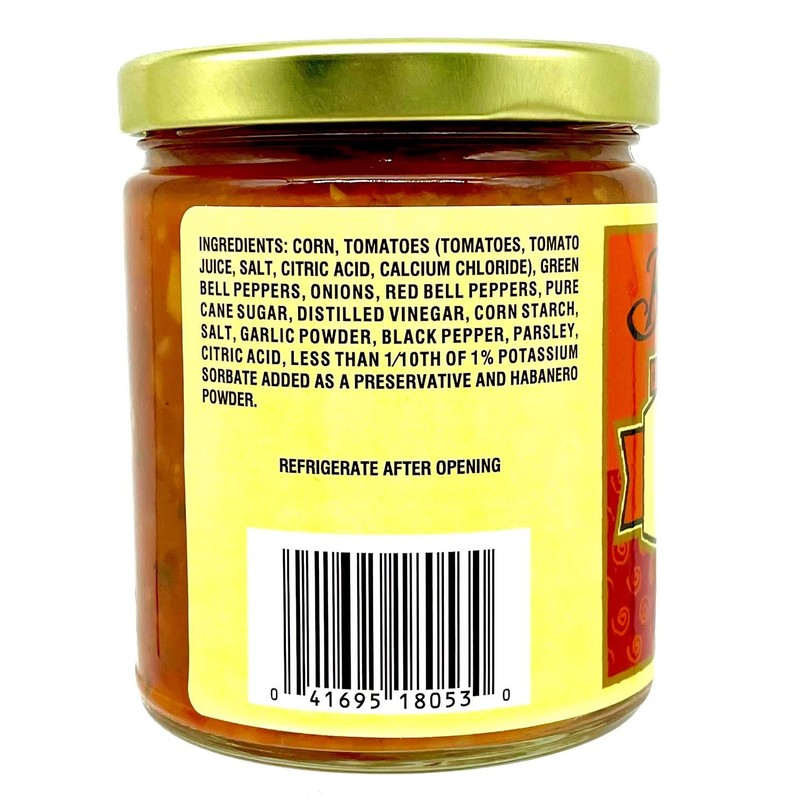 INGREDIENTS: CORN, TOMATOES (TOMATOES, TOMATO
JUICE, SALT, CITRIC ACID, CALCIUM CHLORIDE), GREEN
BELL PEPPERS, ONIONS, RED BELL PEPPERS, PURE
CANE SUGAR, DISTILLED VINEGAR, CORN STARCH,
SALT, GARLIC POWDER, BLACK PEPPER, PARSLEY,
CITRIC ACID, LESS THAN 1/10TH OF 1% POTASSIUM
SORBATE ADDED AS A PRESERVATIVE AND HABANERO
POWDER.
REFRIGERATE AFTER OPENING
0 41695 18053 0